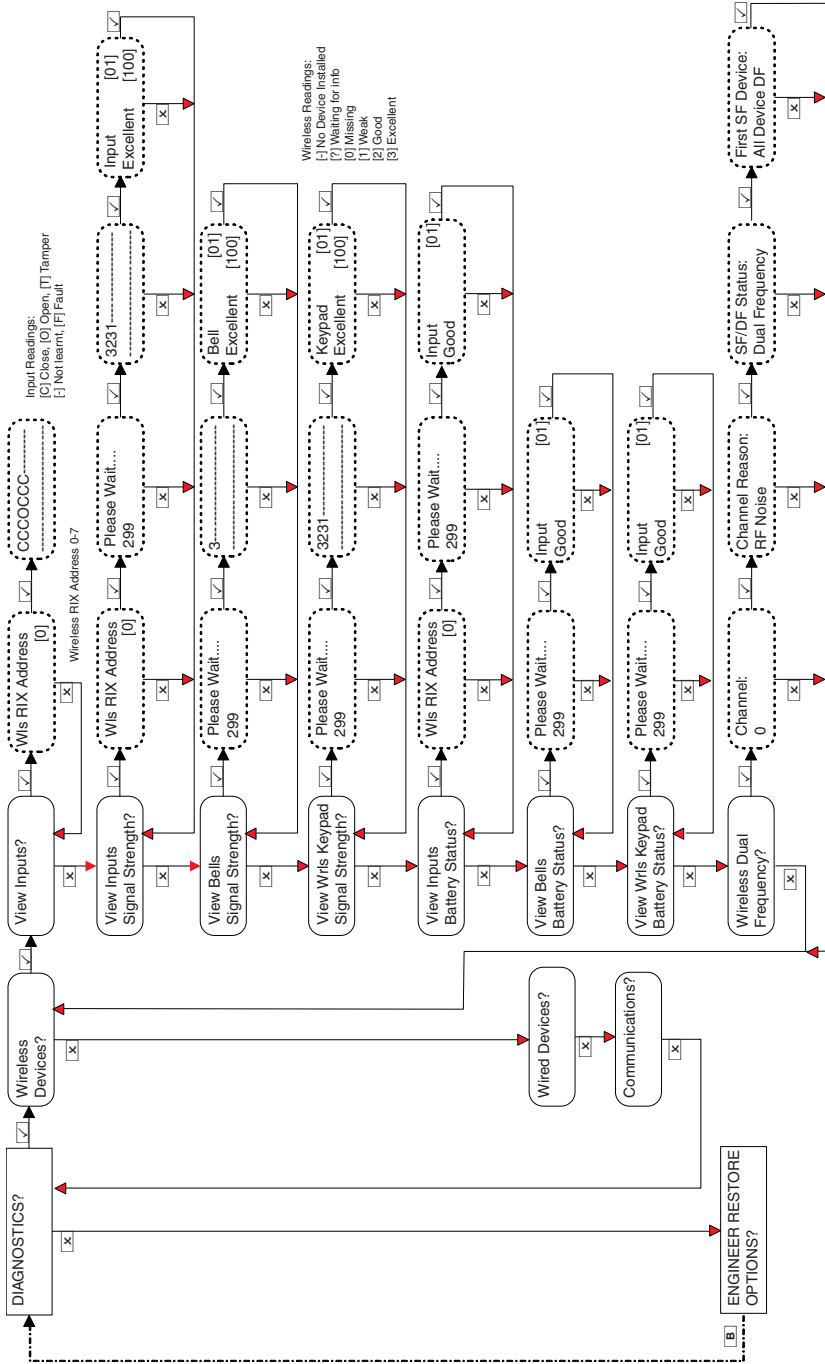 DIAGNOSTICS?
Wireless
Devices?
View Inputs?
Wls RIX Address
[0]
CCCOCCC---------
----------------
Input Readings:
[C] Close, [O] Open, [T] Tamper
[-] Not learnt, [F] Fault
Wireless RIX Address 0-7
View Inputs
Signal Strength?
Wls RIX Address
[0]
Please Wait....
299
3231------------
----------------
Input [01]
Excellent [100]
View Bells
Signal Strength?
Please Wait....
299
3---------------
----------------
Bell [01]
Excellent [100]
Wireless Readings:
[-] No Device Installed
[?] Waiting for info
[0] Missing
[1] Weak
[2] Good
[3] Excellent
View Wrls Keypad
Signal Strength?
Please Wait....
299
3231------------
----------------
Keypad [01]
Excellent [100]
View Inputs
Battery Status?
Wls RIX Address
[0]
Please Wait....
299
Input [01]
Good
Wired Devices?
View Bells
Battery Status?
Please Wait....
299
Input [01]
Good
Communications?
View Wrls Keypad
Battery Status?
Please Wait....
299
Input [01]
Good
B
ENGINEER RESTORE
OPTIONS?
Wireless Dual
Frequency?
Channel:
0
Channel Reason:
RF Noise
SF/DF Status:
Dual Frequency
First SF Device:
All Device DF